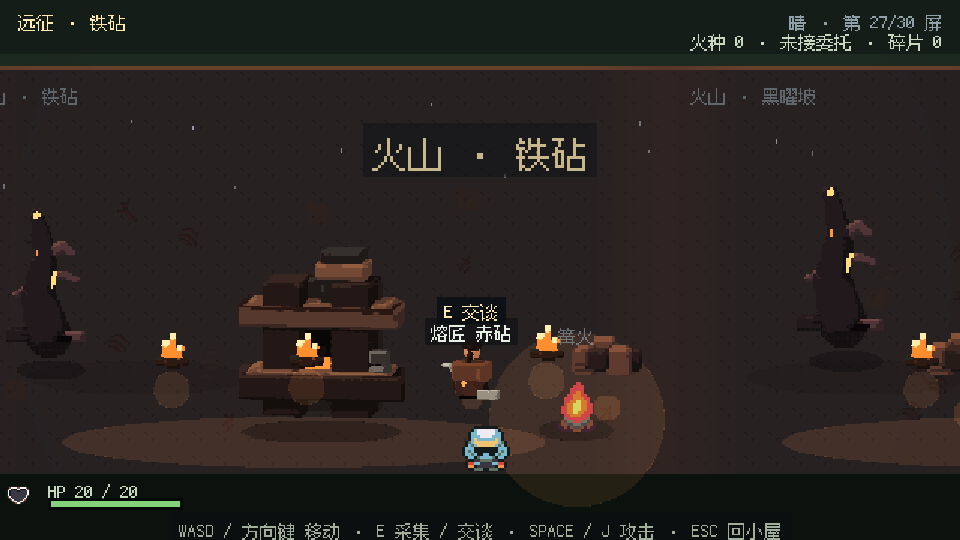 远征 · 铁砧
晴 · 第 27/30 屏
火种 0 · 未接委托 · 碎片 0
· 铁砧
火山 · 黑曜坡
火山 · 铁砧
E 交谈
熔匠 赤砧
篝火
HP 20 / 20
WASD / 方向键 移动 · E 采集 / 交谈 · SPACE / J 攻击 · ESC 回小屋